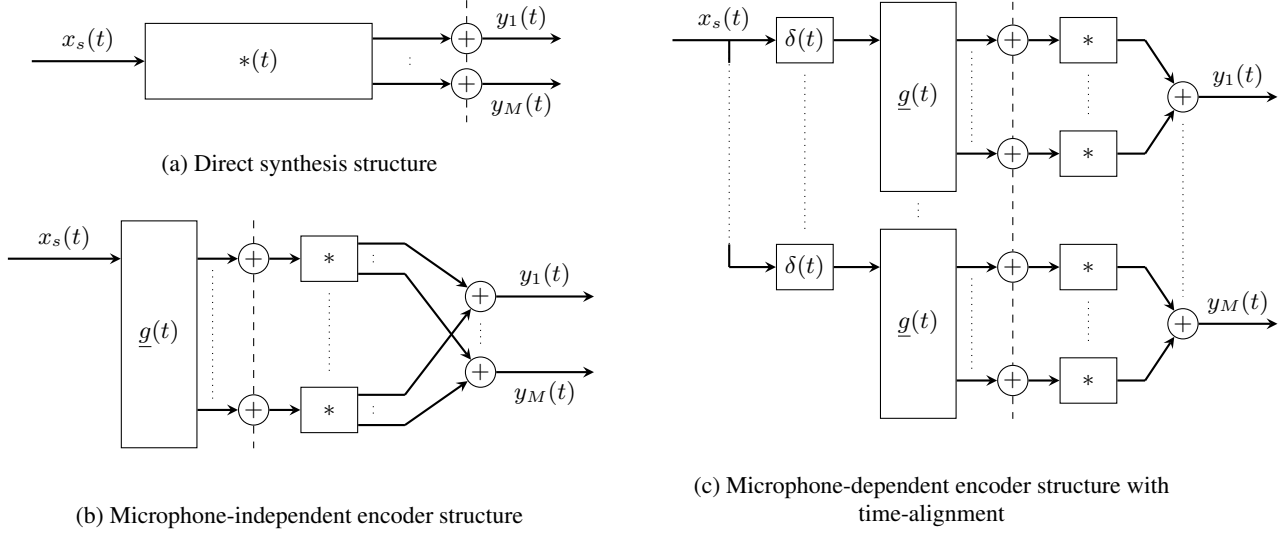 x_s(t)
*(t)
y_1(t)
y_M(t)
(a) Direct synthesis structure
x_s(t)
g(t)
*
*
y_1(t)
y_M(t)
(b) Microphone-independent encoder structure
x_s(t)
δ(t)
g(t)
*
*
y_1(t)
δ(t)
g(t)
*
*
y_M(t)
(c) Microphone-dependent encoder structure with
time-alignment